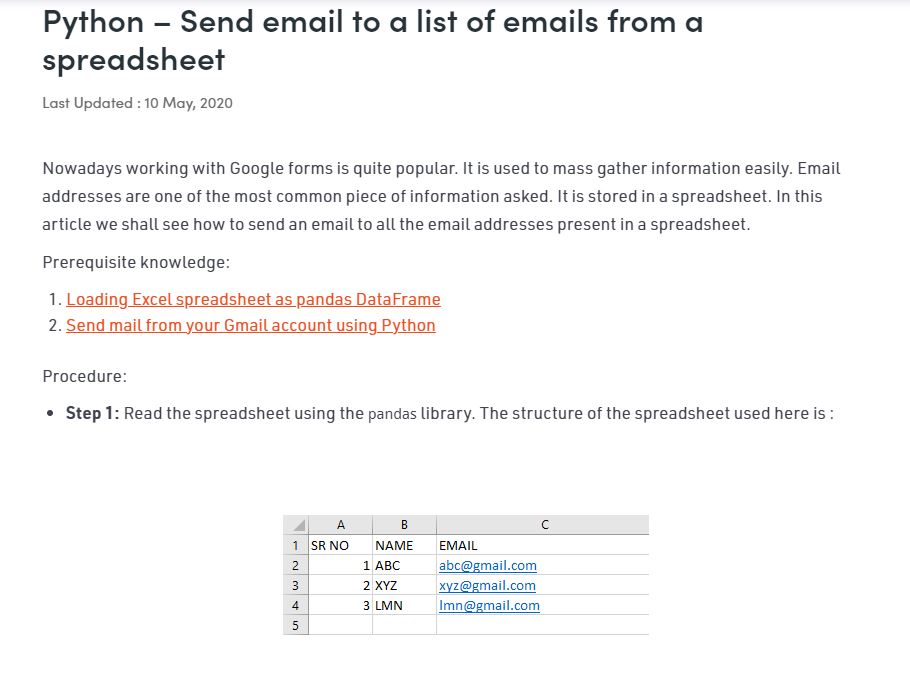 Python – Send email to a list of emails from a
spreadsheet
Last Updated : 10 May, 2020
Nowadays working with Google forms is quite popular. It is used to mass gather information easily. Email
addresses are one of the most common piece of information asked. It is stored in a spreadsheet. In this
article we shall see how to send an email to all the email addresses present in a spreadsheet.
Prerequisite knowledge:
1. Loading Excel spreadsheet as pandas DataFrame
2. Send mail from your Gmail account using Python
Procedure:
• Step 1: Read the spreadsheet using the pandas library. The structure of the spreadsheet used here is :
A B C
1 SR NO NAME EMAIL
2 1 ABC abc@gmail.com
3 2 XYZ xyz@gmail.com
4 3 LMN lmn@gmail.com
5